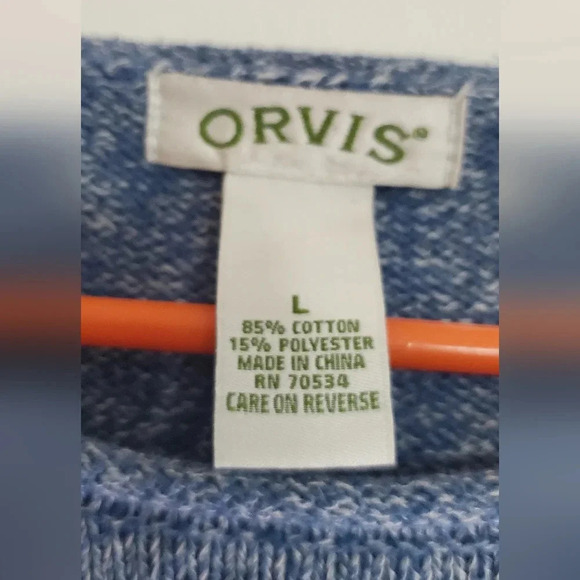 ORVIS®
L
85% COTTON
15% POLYESTER
MADE IN CHINA
RN 70534
CARE ON REVERSE